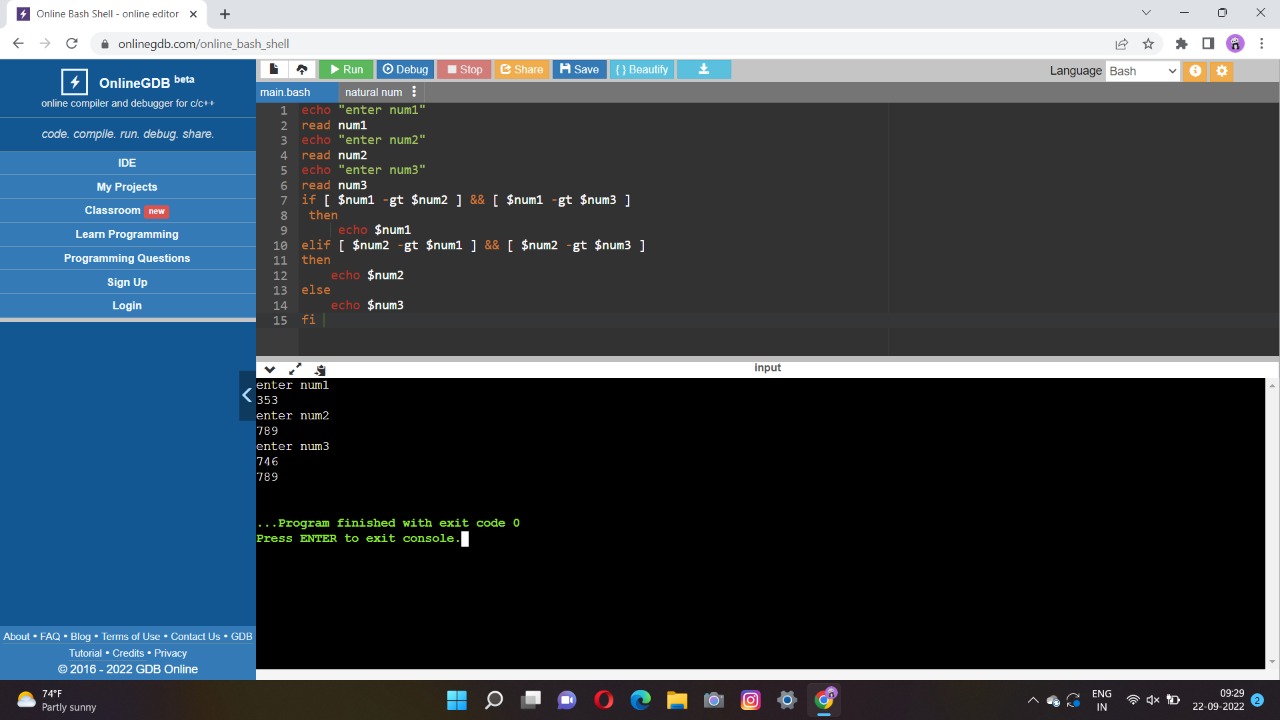 Online Bash Shell - online editor
onlinegdb.com/online_bash_shell
OnlineGDB beta
online compiler and debugger for c/c++
code. compile. run. debug. share.
IDE
My Projects
Classroom new
Learn Programming
Programming Questions
Sign Up
Login
About • FAQ • Blog • Terms of Use • Contact Us • GDB
Tutorial • Credits • Privacy
© 2016 - 2022 GDB Online
Run Debug Stop Share Save { } Beautify Language Bash
main.bash natural num
1 echo "enter num1"
2 read num1
3 echo "enter num2"
4 read num2
5 echo "enter num3"
6 read num3
7 if [ $num1 -gt $num2 ] && [ $num1 -gt $num3 ]
8 then
9 echo $num1
10 elif [ $num2 -gt $num1 ] && [ $num2 -gt $num3 ]
11 then
12 echo $num2
13 else
14 echo $num3
15 fi
input
enter num1
353
enter num2
789
enter num3
746
789
...Program finished with exit code 0
Press ENTER to exit console.
74°F
Partly sunny
ENG
IN
09:29
22-09-2022
2